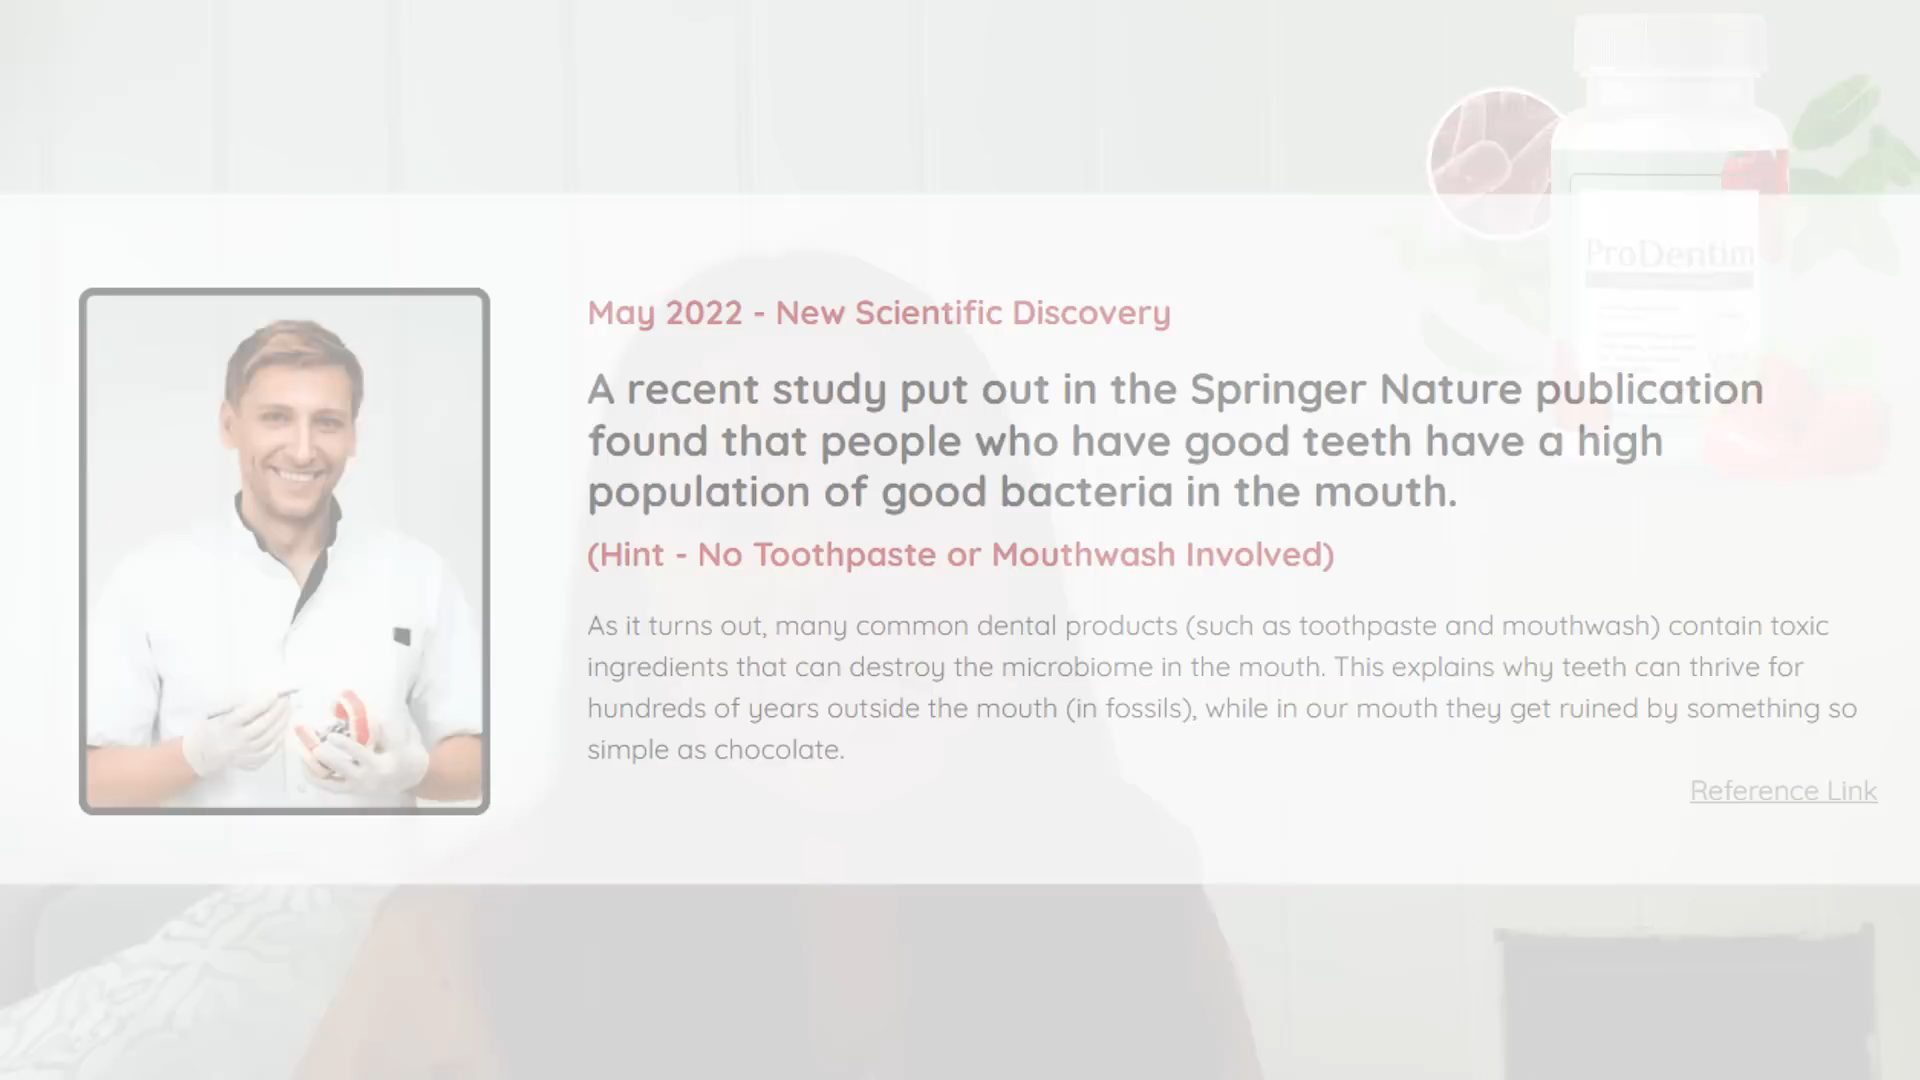 ProDentim
May 2022 - New Scientific Discovery
A recent study put out in the Springer Nature publication
found that people who have good teeth have a high
population of good bacteria in the mouth.
(Hint - No Toothpaste or Mouthwash Involved)
As it turns out, many common dental products (such as toothpaste and mouthwash) contain toxic
ingredients that can destroy the microbiome in the mouth. This explains why teeth can thrive for
hundreds of years outside the mouth (in fossils), while in our mouth they get ruined by something so
simple as chocolate.
Reference Link